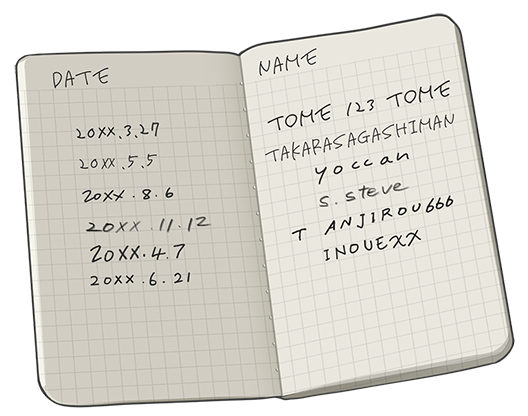 DATE
20XX.3.27
20XX.5.5
20XX.8.6
20XX.11.12
20XX.4.7
20XX.6.21
NAME
TOME 123 TOME
TAKARASAGASHIMAN
yoccan
s.steve
T ANJIROU666
INOUEXX